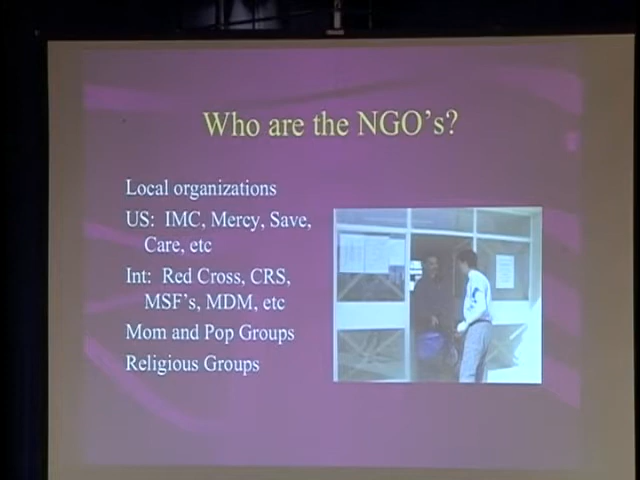 Who are the NGO's?
Local organizations
US: IMC, Mercy, Save,
Care, etc
Int: Red Cross, CRS,
MSF's, MDM, etc
Mom and Pop Groups
Religious Groups